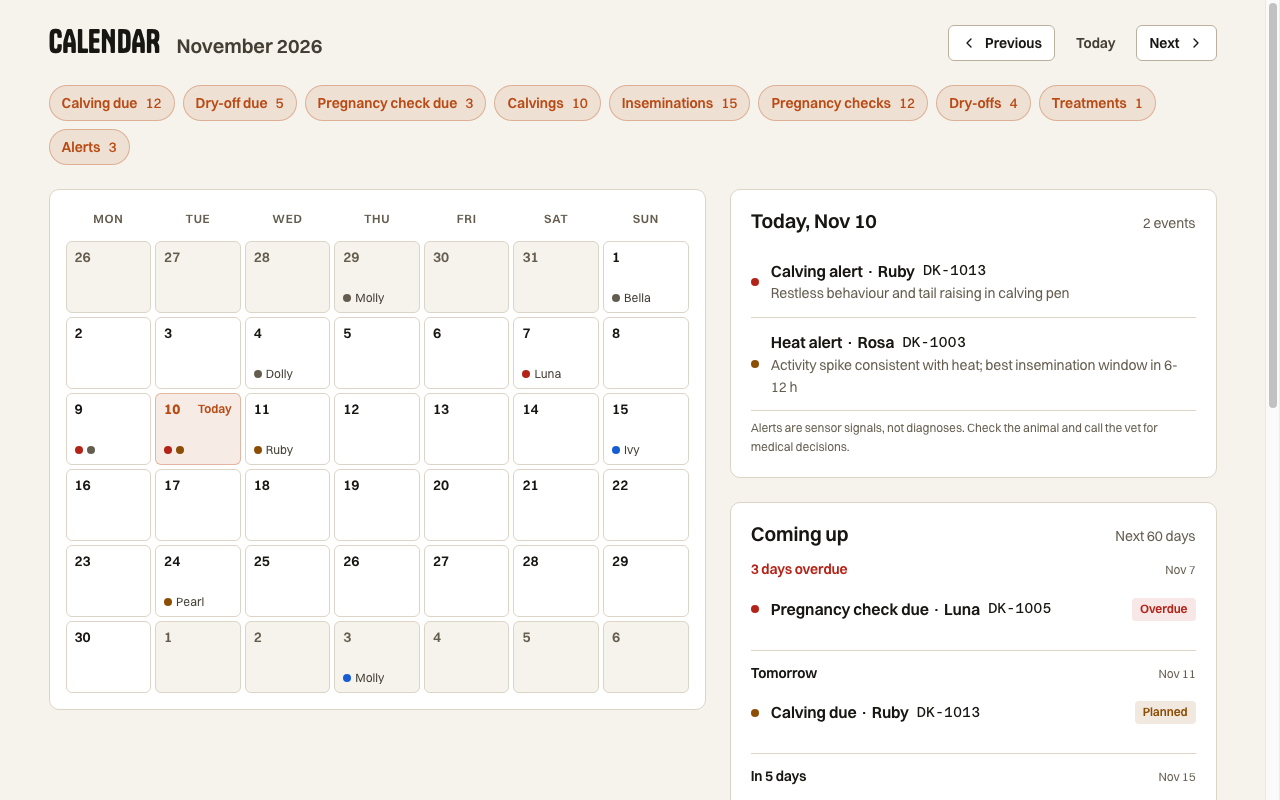 CALENDAR November 2026
Previous Today Next
Calving due 12 Dry-off due 5 Pregnancy check due 3 Calvings 10 Inseminations 15 Pregnancy checks 12 Dry-offs 4 Treatments 1
Alerts 3
MON TUE WED THU FRI SAT SUN
26 27 28 29 30 31 1
Molly Bella
2 3 4 5 6 7 8
Dolly Luna
9 10 Today 11 12 13 14 15
Ruby Ivy
16 17 18 19 20 21 22
23 24 25 26 27 28 29
Pearl
30 1 2 3 4 5 6
Molly
Today, Nov 10 2 events
Calving alert · Ruby DK-1013
Restless behaviour and tail raising in calving pen
Heat alert · Rosa DK-1003
Activity spike consistent with heat; best insemination window in 6-
12 h
Alerts are sensor signals, not diagnoses. Check the animal and call the vet for
medical decisions.
Coming up Next 60 days
3 days overdue Nov 7
Pregnancy check due · Luna DK-1005 Overdue
Tomorrow Nov 11
Calving due · Ruby DK-1013 Planned
In 5 days Nov 15